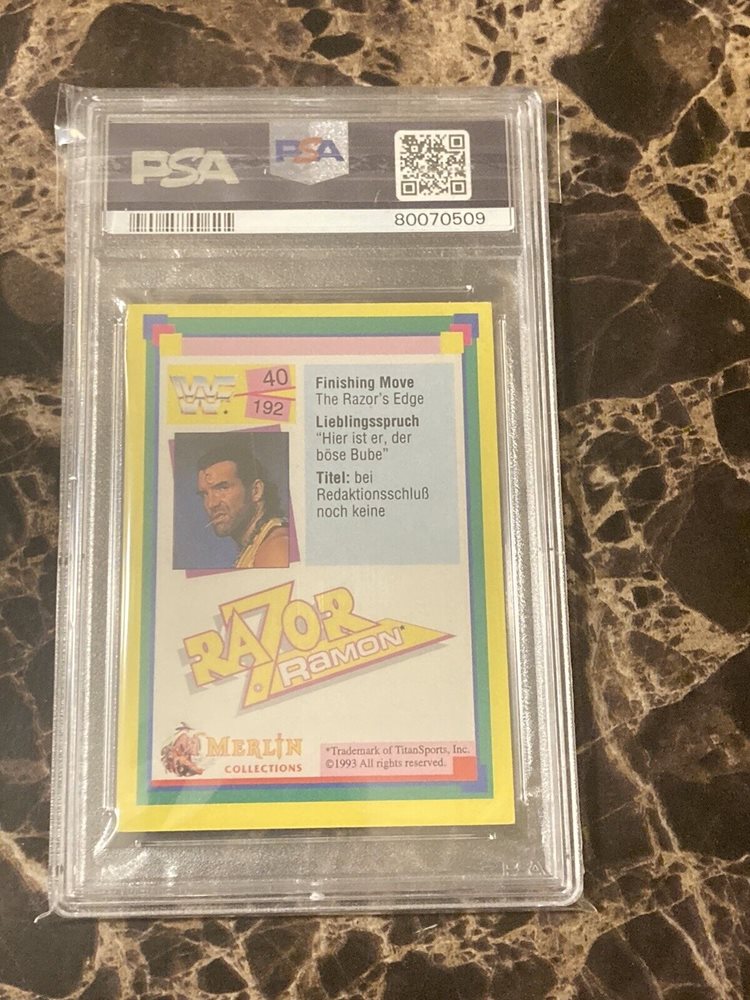 PSA
PSA
80070509
WF
40
192
Finishing Move
The Razor's Edge
Lieblingsspruch
"Hier ist er, der
böse Bube"
Titel: bei
Redaktionsschluß
noch keine
RAZOR
RAMON*
MERLIN
COLLECTIONS
*Trademark of TitanSports, Inc.
©1993 All rights reserved.